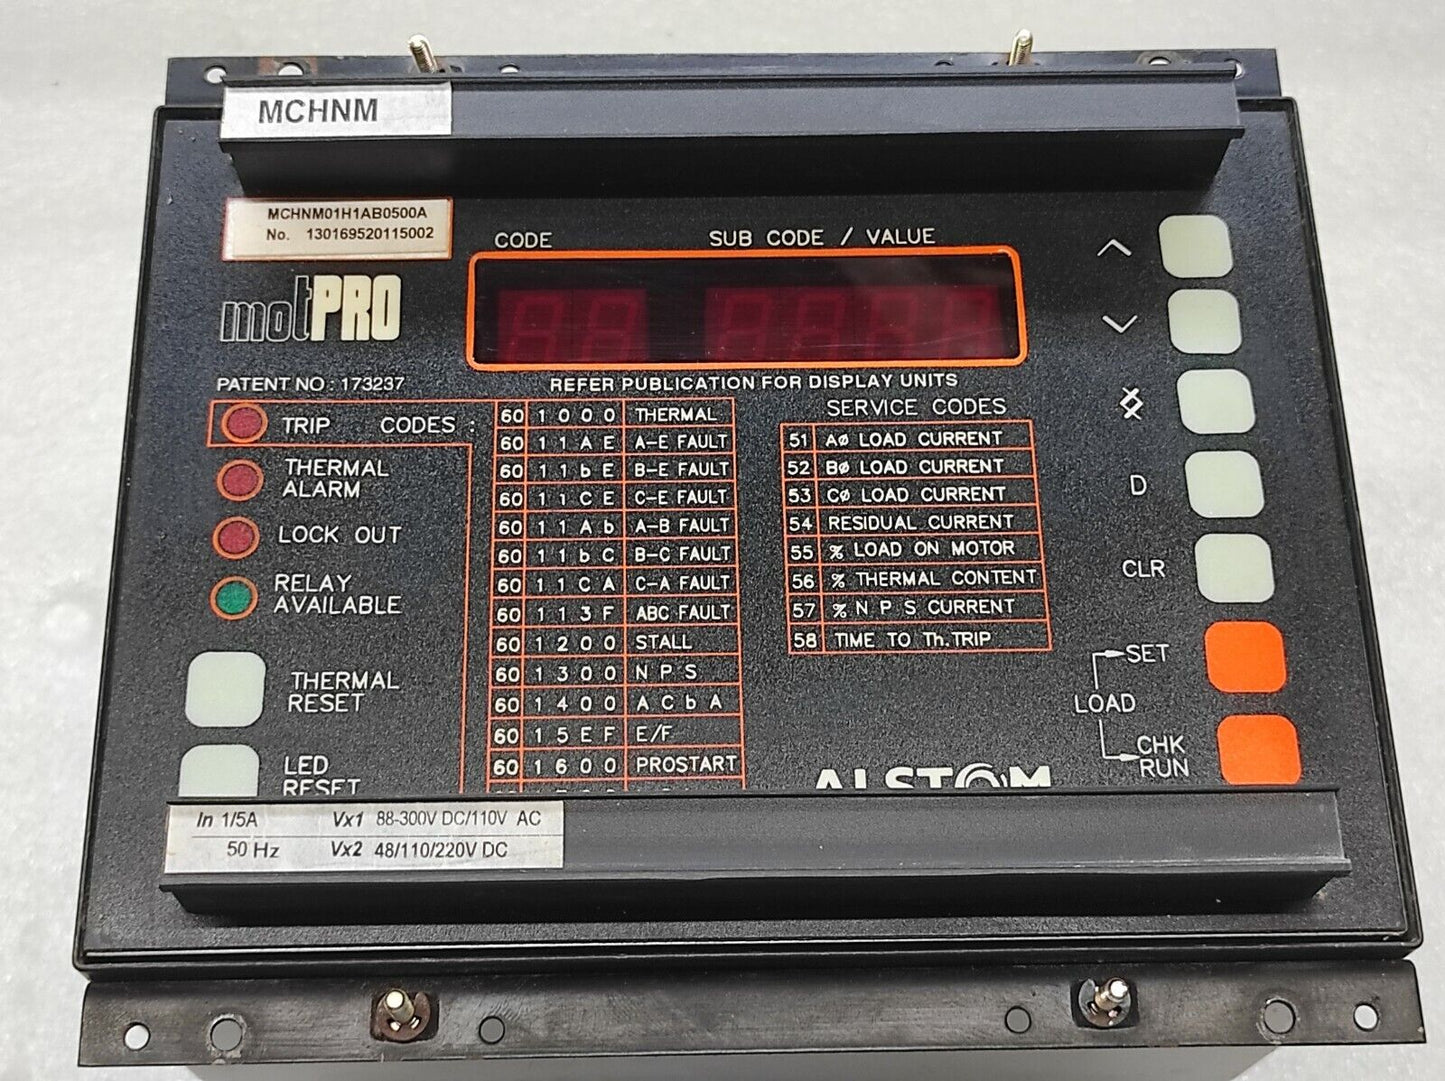 MCHNM
MCHNM01H1AB0500A
No. 130169520115002
CODE SUB CODE / VALUE
motPRO
PATENT NO : 173237
REFER PUBLICATION FOR DISPLAY UNITS
TRIP CODES :
THERMAL
ALARM
LOCK OUT
RELAY
AVAILABLE
THERMAL
RESET
LED
RESET
60 1 0 0 0 THERMAL
60 1 1 A E A-E FAULT
60 1 1 b E B-E FAULT
60 1 1 C E C-E FAULT
60 1 1 A b A-B FAULT
60 1 1 b C B-C FAULT
60 1 1 C A C-A FAULT
60 1 1 3 F ABC FAULT
60 1 2 0 0 STALL
60 1 3 0 0 N P S
60 1 4 0 0 A C b A
60 1 5 E F E/F
60 1 6 0 0 PROSTART
SERVICE CODES
51 AØ LOAD CURRENT
52 BØ LOAD CURRENT
53 CØ LOAD CURRENT
54 RESIDUAL CURRENT
55 % LOAD ON MOTOR
56 % THERMAL CONTENT
57 % N P S CURRENT
58 TIME TO Th. TRIP
D
CLR
SET
LOAD
CHK
RUN
ALSTOM
In 1/5A Vx1 88-300V DC/110V AC
50 Hz Vx2 48/110/220V DC